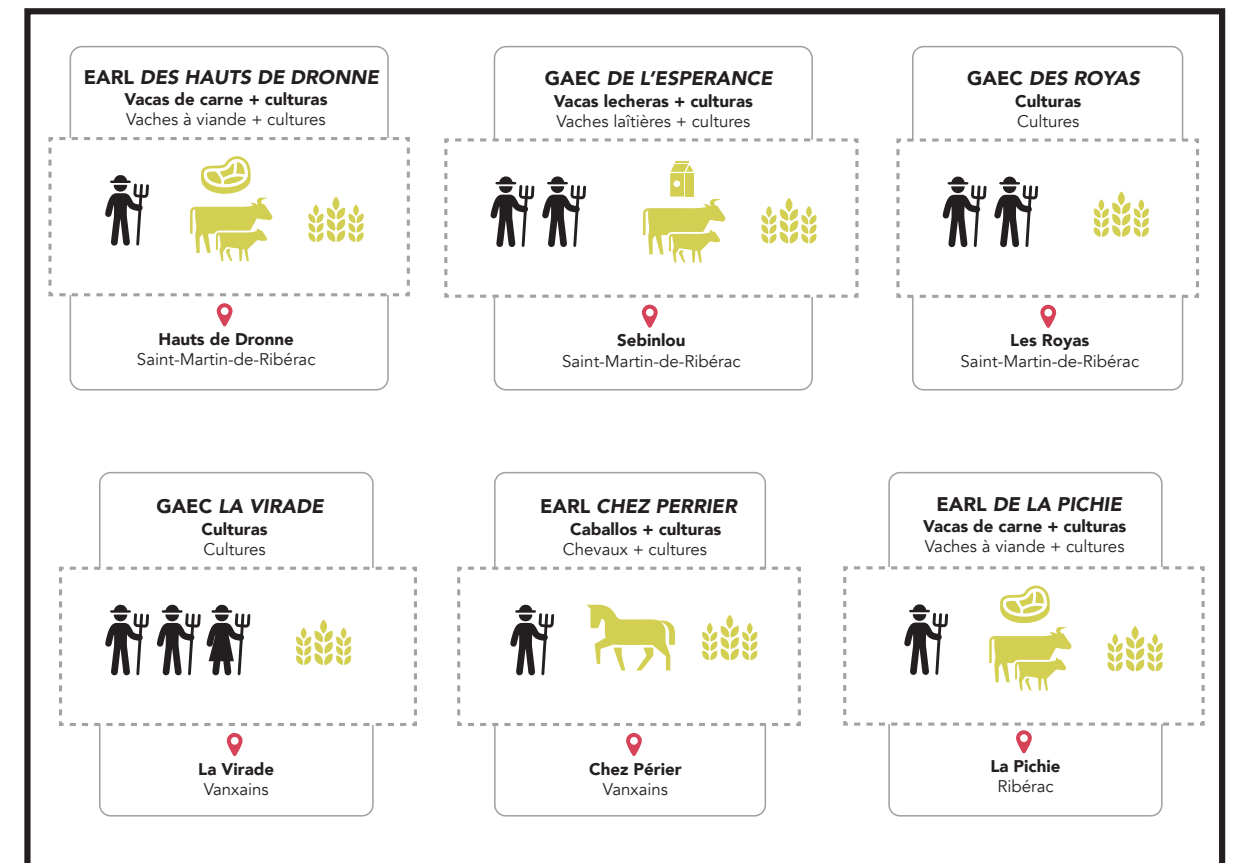 EARL DES HAUTS DE DRONNE
Vacas de carne + culturas
Vaches à viande + cultures
Hauts de Dronne
Saint-Martin-de-Ribérac
GAEC DE L'ESPERANCE
Vacas lecheras + culturas
Vaches laîtières + cultures
Sebinlou
Saint-Martin-de-Ribérac
GAEC DES ROYAS
Culturas
Cultures
Les Royas
Saint-Martin-de-Ribérac
GAEC LA VIRADE
Culturas
Cultures
La Virade
Vanxains
EARL CHEZ PERRIER
Caballos + culturas
Chevaux + cultures
Chez Périer
Vanxains
EARL DE LA PICHIE
Vacas de carne + culturas
Vaches à viande + cultures
La Pichie
Ribérac